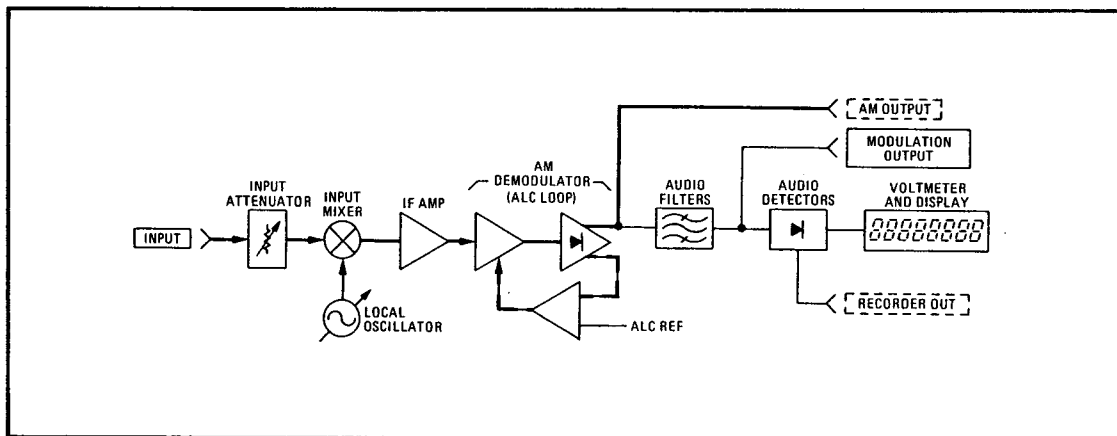 AM OUTPUT
MODULATION
OUTPUT
AM
DEMODULATOR
(ALC LOOP)
INPUT
ATTENUATOR
INPUT
MIXER
IF AMP
AUDIO
FILTERS
AUDIO
DETECTORS
VOLTMETER
AND DISPLAY
00000000
INPUT
LOCAL
OSCILLATOR
ALC REF
RECORDER OUT